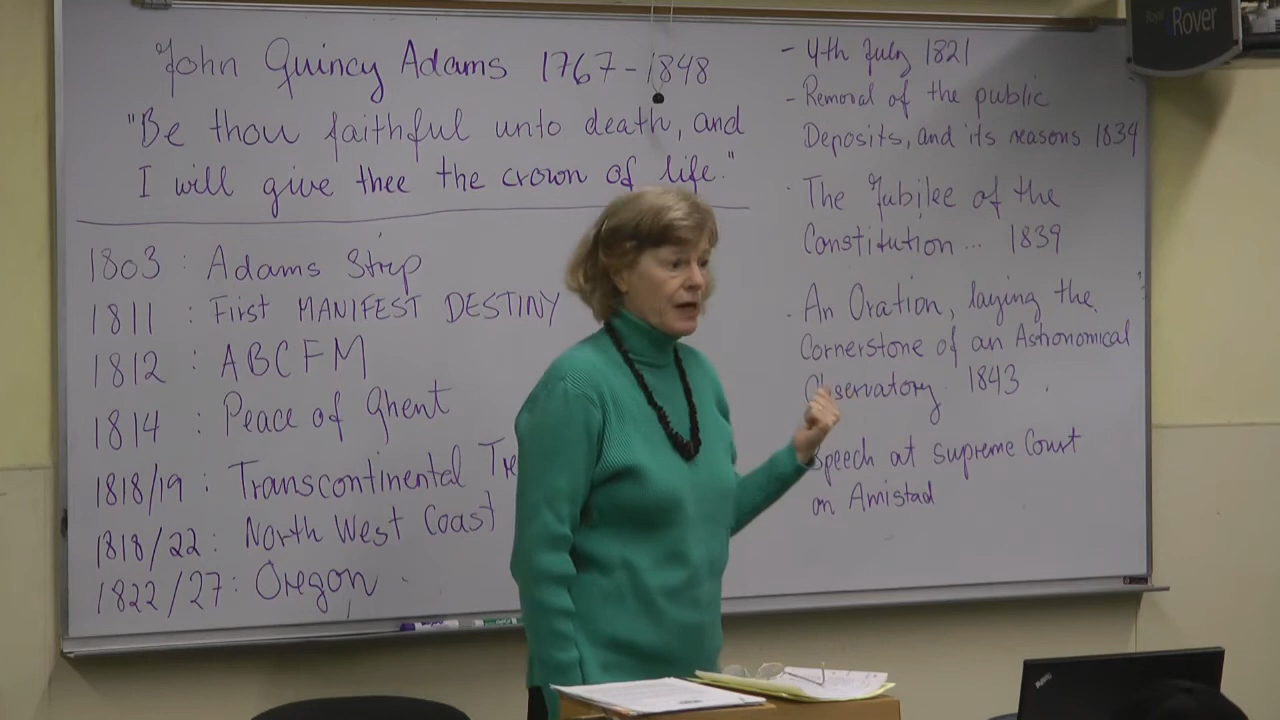 John Quincy Adams 1767-1848
"Be thou faithful unto death, and
I will give thee the crown of life."
1803 : Adams Strip
1811 : First MANIFEST DESTINY
1812 : ABCFM
1814 : Peace of Ghent
1818/19 : Transcontinental Tre
1818/22 : North West Coast
1822/27 : Oregon
- 4th July 1821
- Removal of the public
Deposits, and its reasons 1834
· The Jubilee of the
Constitution ... 1839
· An Oration, laying the
Cornerstone of an Astronomical
Observatory 1843 .
Speech at supreme Court
on Amistad
Royal Rover
ThinkPad